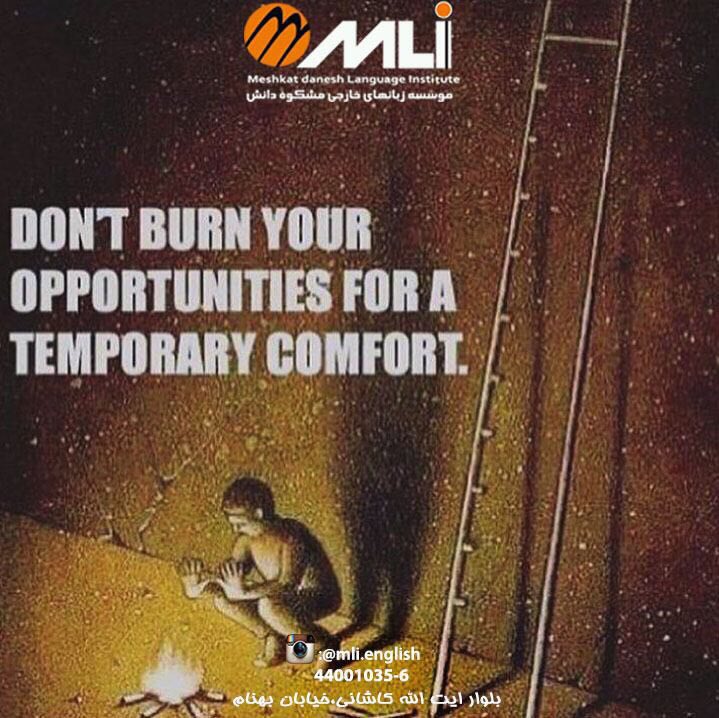 MLi
Meshkat danesh Language Institute
موسسه زبانهای خارجی مشکوة دانش
DON'T BURN YOUR
OPPORTUNITIES FOR A
TEMPORARY COMFORT.
:@mli.english
44001035-6
بلوار ایت الله کاشانی،خیابان بهنام